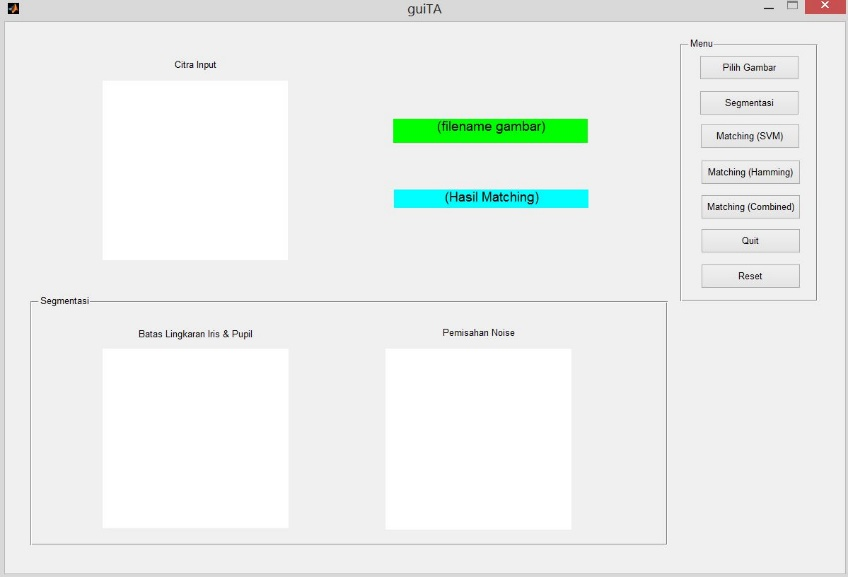 guiTA
Citra Input
(filename gambar)
(Hasil Matching)
Menu
Pilih Gambar
Segmentasi
Matching (SVM)
Matching (Hamming)
Matching (Combined)
Quit
Reset
Segmentasi
Batas Lingkaran Iris & Pupil
Pemisahan Noise